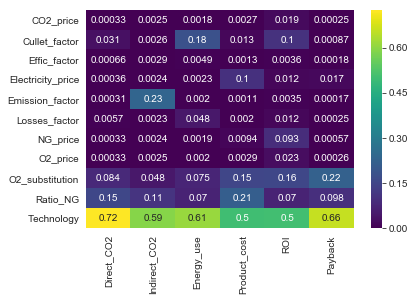 CO2_price 0.00033 0.0025 0.0018 0.0027 0.019 0.00025
Cullet_factor 0.031 0.0026 0.18 0.013 0.1 0.00087
Effic_factor 0.00066 0.0029 0.0049 0.0013 0.0036 0.0018
Electricity_price 0.00036 0.0024 0.0023 0.1 0.012 0.017
Emission_factor 0.00031 0.23 0.002 0.0011 0.0035 0.0017
Losses_factor 0.0057 0.0023 0.048 0.002 0.012 0.0025
NG_price 0.00033 0.0024 0.0019 0.0094 0.093 0.00057
O2_price 0.00033 0.0025 0.002 0.0029 0.023 0.00026
O2_substitution 0.084 0.048 0.075 0.15 0.16 0.22
Ratio_NG 0.15 0.11 0.07 0.21 0.07 0.098
Technology 0.72 0.59 0.61 0.5 0.5 0.66
Direct_CO2 Indirect_CO2 Energy_use Product_cost ROI Payback
0.60
0.45
0.30
0.15
0.00